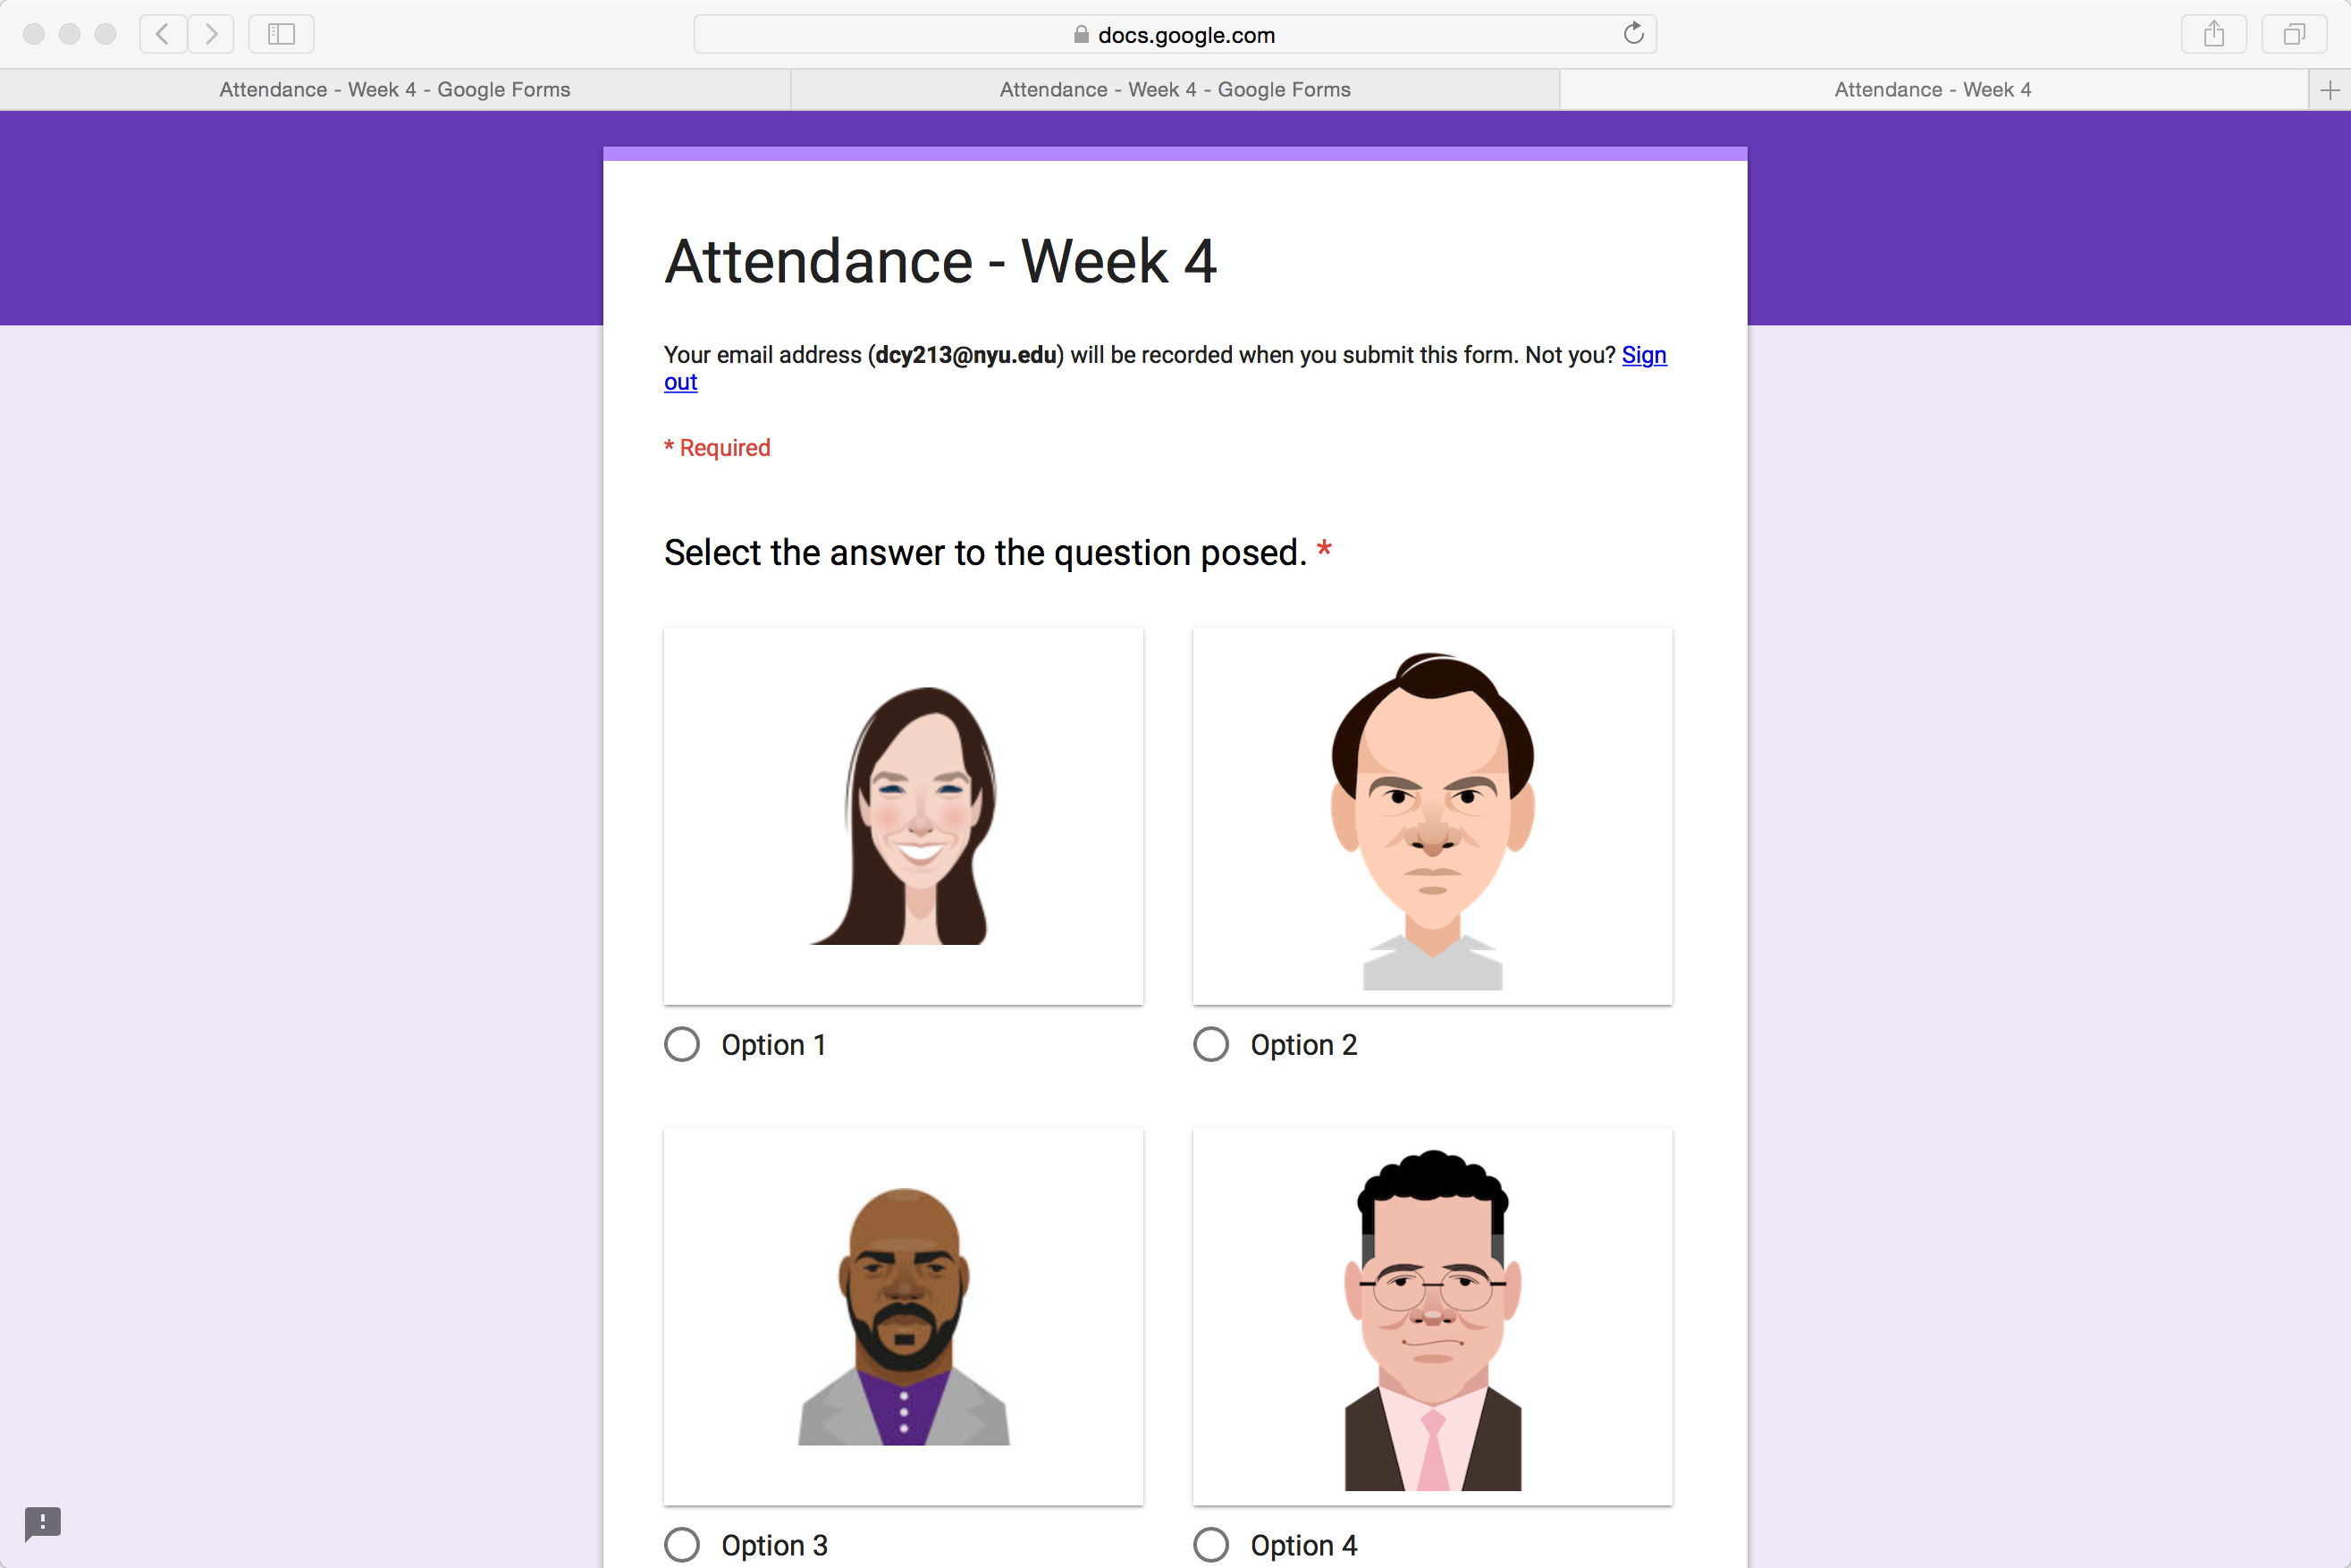 docs.google.com
Attendance - Week 4 - Google Forms
Attendance - Week 4 - Google Forms
Attendance - Week 4
Attendance - Week 4
Your email address (dcy213@nyu.edu) will be recorded when you submit this form. Not you? Sign
out
* Required
Select the answer to the question posed. *
Option 1
Option 2
Option 3
Option 4